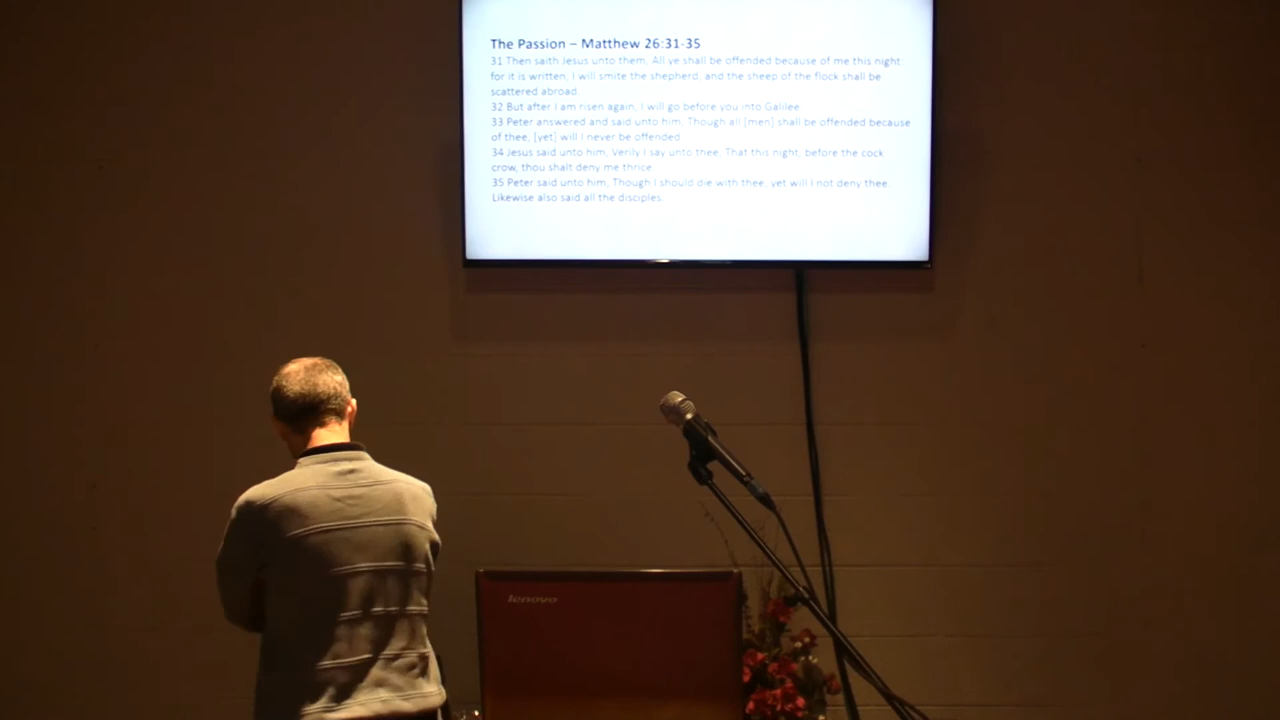 The Passion – Matthew 26:31-35
31 Then saith Jesus unto them, All ye shall be offended because of me this night:
for it is written, I will smite the shepherd, and the sheep of the flock shall be
scattered abroad.
32 But after I am risen again, I will go before you into Galilee.
33 Peter answered and said unto him, Though all [men] shall be offended because
of thee, [yet] will I never be offended.
34 Jesus said unto him, Verily I say unto thee, That this night, before the cock
crow, thou shalt deny me thrice.
35 Peter said unto him, Though I should die with thee, yet will I not deny thee.
Likewise also said all the disciples.
lenovo